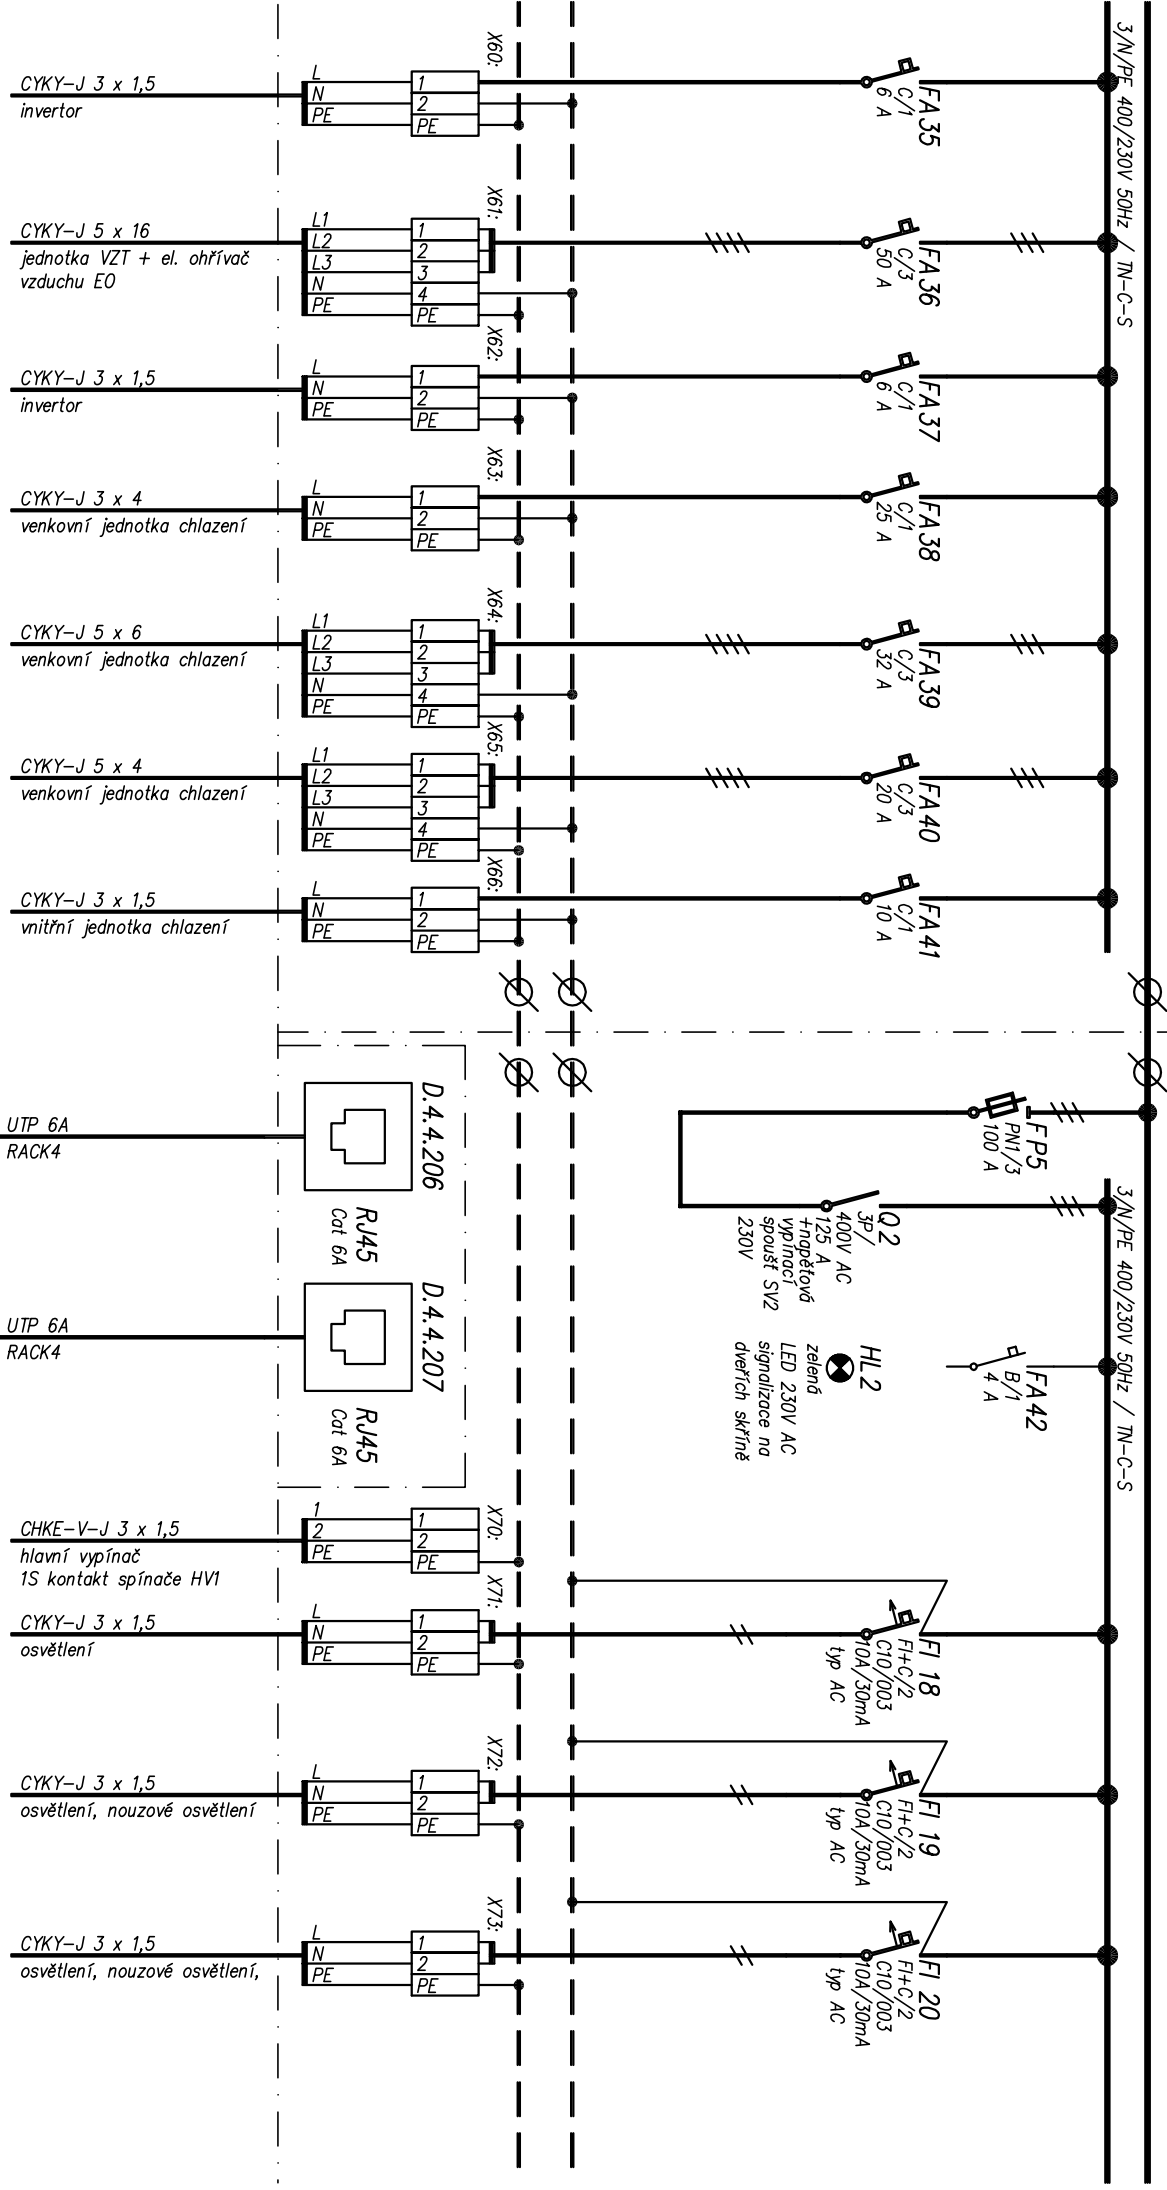 3/N/PE 400/230V 50Hz / TN-C-S
FA35
C/1
6 A
X60:
L
N
PE
1
2
PE
CYKY-J 3 x 1,5
invertor
FA36
C/3
50 A
X61:
L1
L2
L3
N
PE
1
2
3
4
PE
CYKY-J 5 x 16
jednotka VZT + el. ohřívač
vzduchu EO
FA37
C/1
6 A
X62:
L
N
PE
1
2
PE
CYKY-J 3 x 1,5
invertor
FA38
C/1
25 A
X63:
L
N
PE
1
2
PE
CYKY-J 3 x 4
venkovní jednotka chlazení
FA39
C/3
32 A
X64:
L1
L2
L3
N
PE
1
2
3
4
PE
CYKY-J 5 x 6
venkovní jednotka chlazení
FA40
C/3
20 A
X65:
L1
L2
L3
N
PE
1
2
3
4
PE
CYKY-J 5 x 4
venkovní jednotka chlazení
FA41
C/1
10 A
X66:
L
N
PE
1
2
PE
CYKY-J 3 x 1,5
vnitřní jednotka chlazení
FP5
PN1/3
100 A
3/N/PE 400/230V 50Hz / TN-C-S
Q2
3P/
400V AC
125 A
+napěťová
vypínací
spoušť SV2
230V
D.4.4.206
RJ45
Cat 6A
UTP 6A
RACK4
D.4.4.207
RJ45
Cat 6A
UTP 6A
RACK4
HL2
zelená
LED 230V AC
signalizace na
dveřích skříně
FA42
B/1
4 A
X70:
1
2
PE
1
2
PE
CHKE-V-J 3 x 1,5
hlavní vypínač
1S kontakt spínače HV1
FI 18
FI+C/2
C10/003
10A/30mA
typ AC
X71:
L
N
PE
1
2
PE
CYKY-J 3 x 1,5
osvětlení
FI 19
FI+C/2
C10/003
10A/30mA
typ AC
X72:
L
N
PE
1
2
PE
CYKY-J 3 x 1,5
osvětlení, nouzové osvětlení
FI 20
FI+C/2
C10/003
10A/30mA
typ AC
X73:
L
N
PE
1
2
PE
CYKY-J 3 x 1,5
osvětlení, nouzové osvětlení,